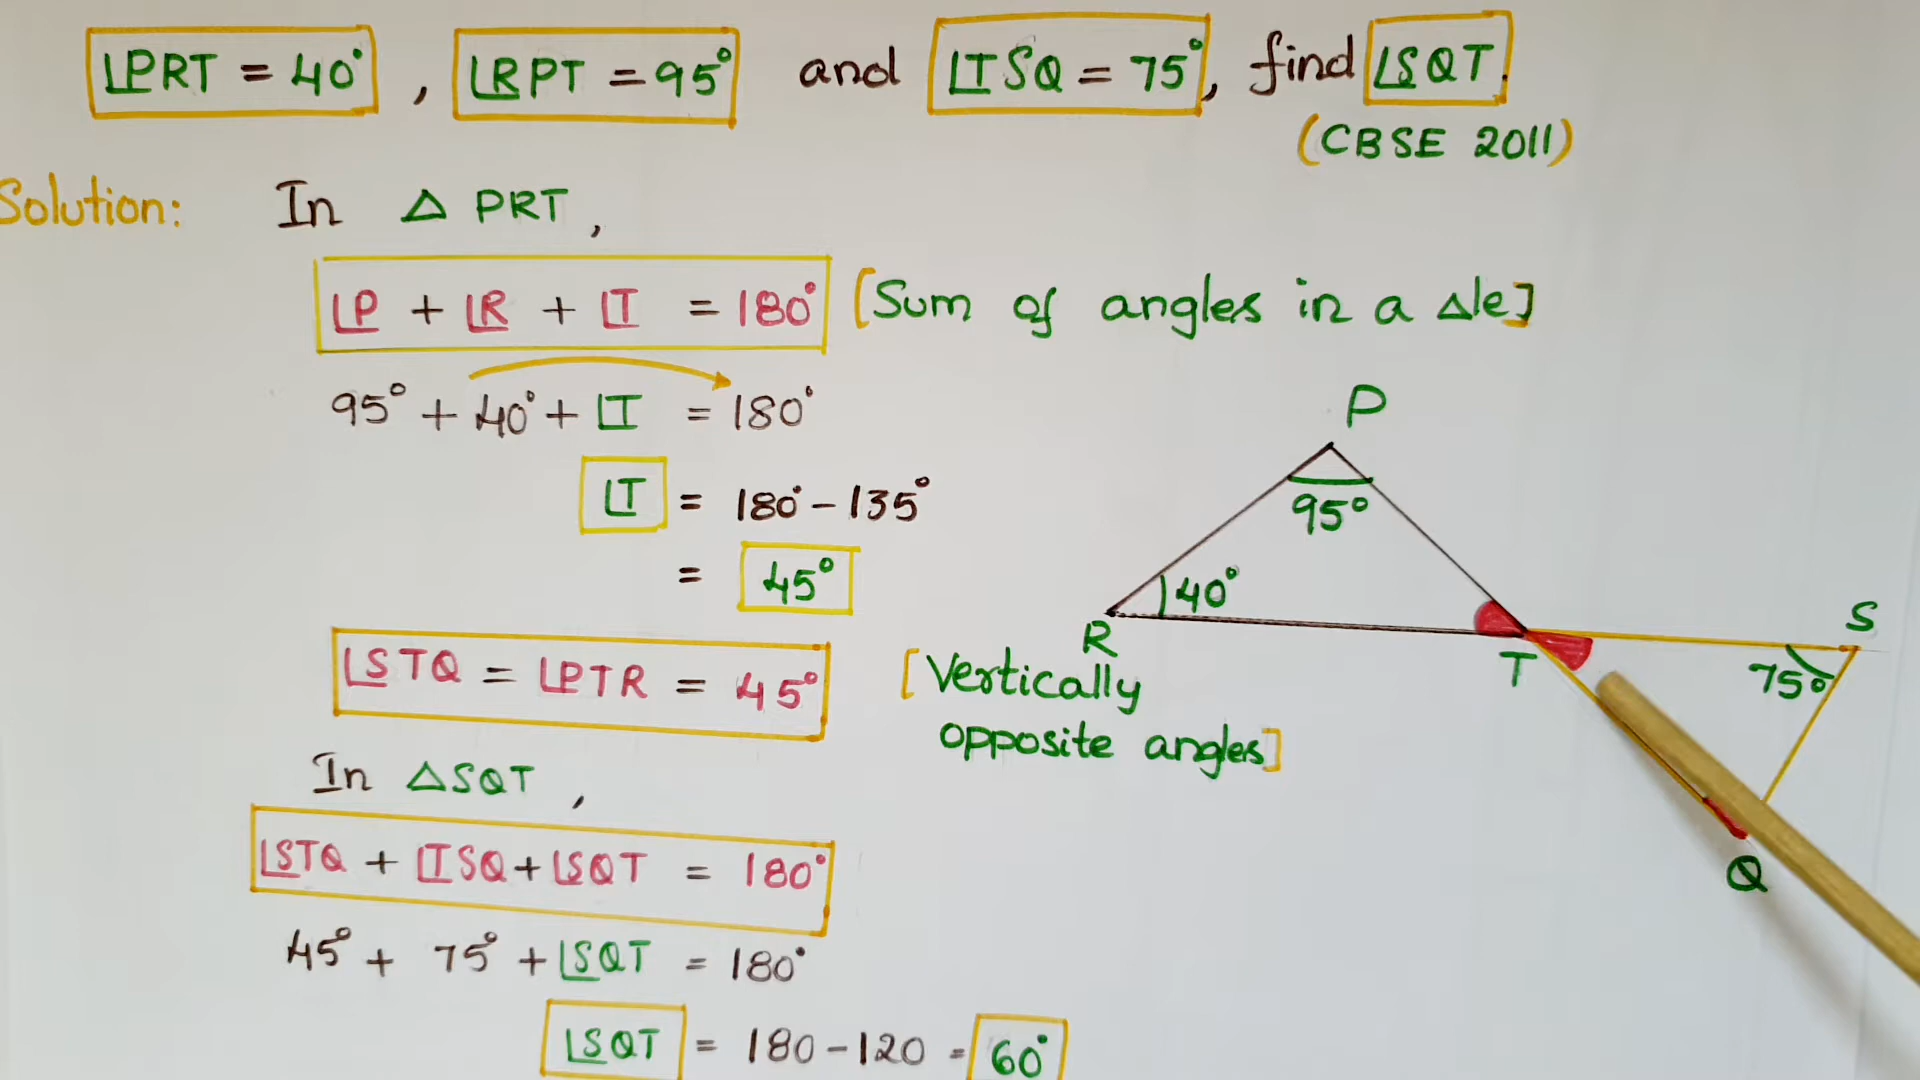 ∠PRT = 40°, ∠RPT = 95° and ∠TSQ = 75°, find ∠SQT.
(CBSE 2011)
Solution: In △ PRT,
∠P + ∠R + ∠T = 180° [Sum of angles in a △le]
95° + 40° + ∠T = 180°
∠T = 180° - 135°
= 45°
∠STQ = ∠PTR = 45° [Vertically
opposite angles]
In △SQT,
∠STQ + ∠TSQ + ∠SQT = 180°
45° + 75° + ∠SQT = 180°
∠SQT = 180 - 120 = 60°
P
95°
40°
R
T
S
75°
Q